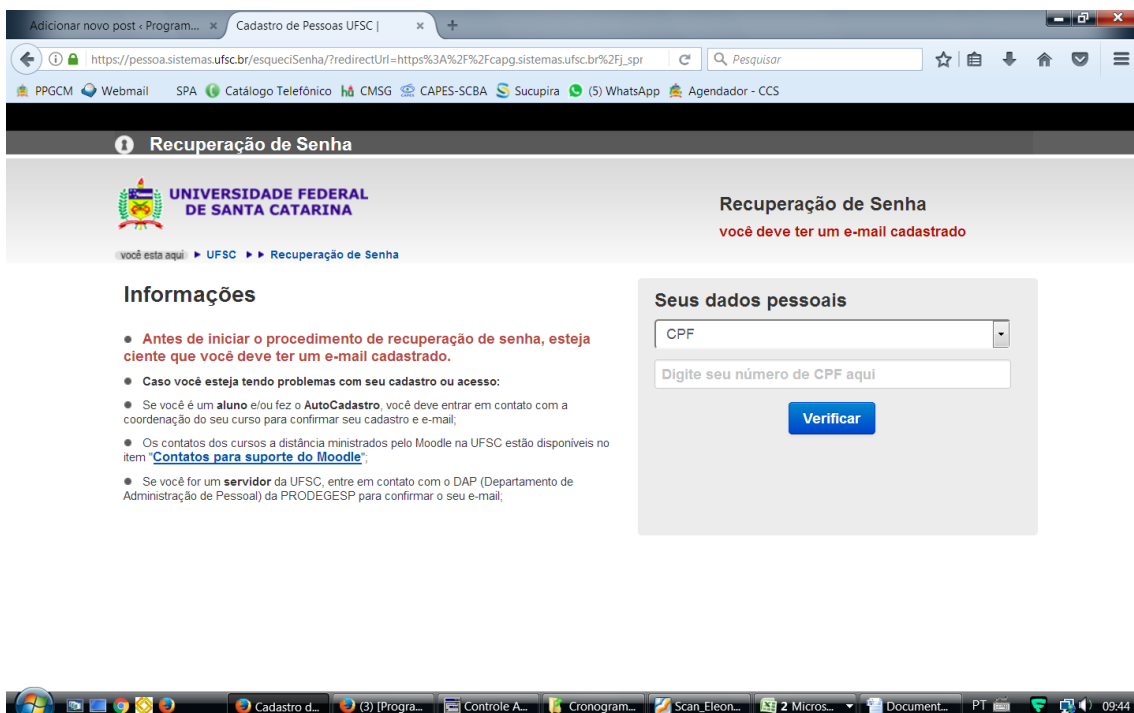 Adicionar novo post ‹ Program... × Cadastro de Pessoas UFSC | × +
https://pessoa.sistemas.ufsc.br/esqueciSenha/?redirectUrl=https%3A%2F%2Fcapg.sistemas.ufsc.br%2Fj_spr Pesquisar
PPGCM Webmail SPA Catálogo Telefônico CMSG CAPES-SCBA Sucupira (5) WhatsApp Agendador - CCS
Recuperação de Senha
UNIVERSIDADE FEDERAL
DE SANTA CATARINA
Recuperação de Senha
você deve ter um e-mail cadastrado
você esta aqui UFSC Recuperação de Senha
Informações
• Antes de iniciar o procedimento de recuperação de senha, esteja
ciente que você deve ter um e-mail cadastrado.
• Caso você esteja tendo problemas com seu cadastro ou acesso:
• Se você é um aluno e/ou fez o AutoCadastro, você deve entrar em contato com a
coordenação do seu curso para confirmar seu cadastro e e-mail;
• Os contatos dos cursos a distância ministrados pelo Moodle na UFSC estão disponíveis no
item "Contatos para suporte do Moodle";
• Se você for um servidor da UFSC, entre em contato com o DAP (Departamento de
Administração de Pessoal) da PRODEGESP para confirmar o seu e-mail;
Seus dados pessoais
CPF
Digite seu número de CPF aqui
Verificar
Cadastro d... (3) [Progra... Controle A... Cronogram... Scan_Eleon... 2 Micros... Document... PT 09:44